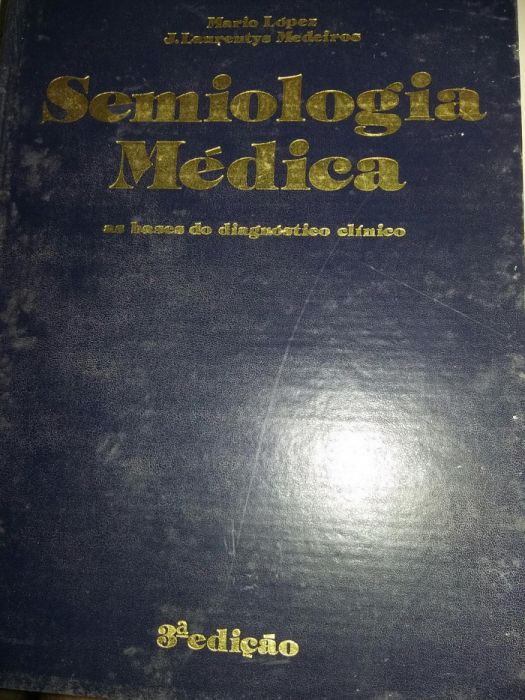 Mario López
J. Laurentys Medeiros
Semiologia
Médica
as bases do diagnóstico clínico
3ª edição